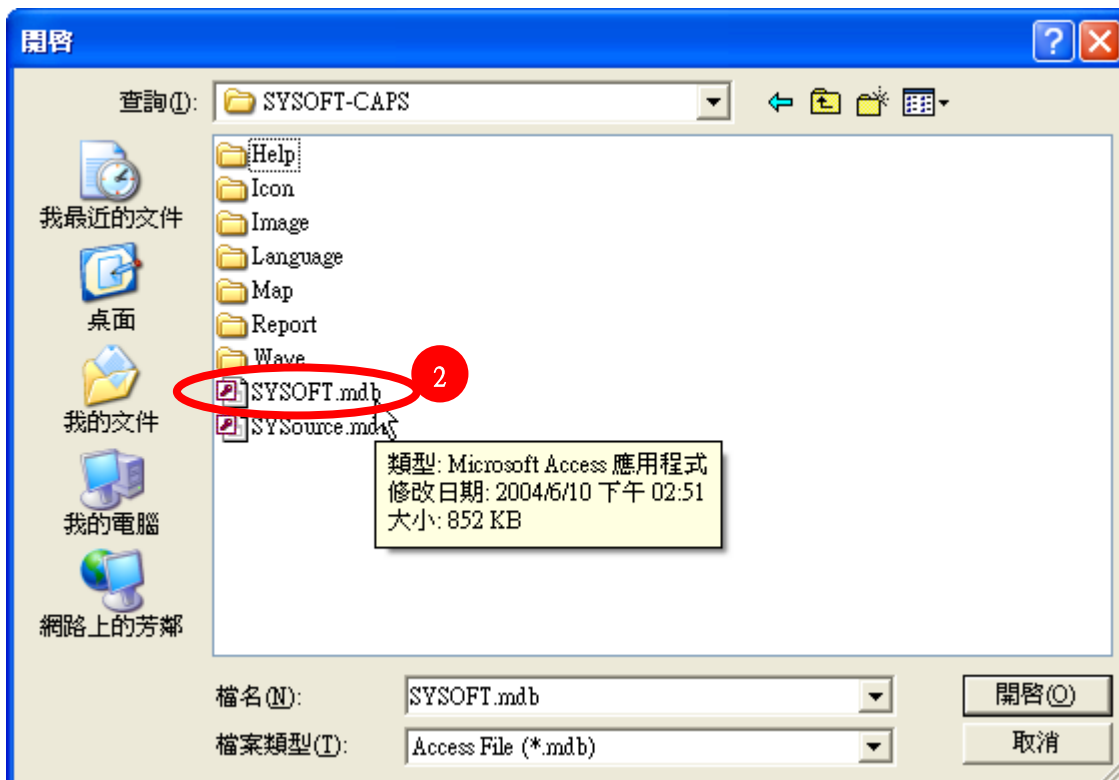 開啓
查詢(I): SYSOFT-CAPS
我最近的文件
桌面
我的文件
我的電腦
網路上的芳鄰
Help
Icon
Image
Language
Map
Report
Wave
SYSOFT.mdb
2
SYSource.mdb
類型: Microsoft Access 應用程式
修改日期: 2004/6/10 下午 02:51
大小: 852 KB
檔名(N): SYSOFT.mdb 開啓(O)
檔案類型(T): Access File (*.mdb) 取消